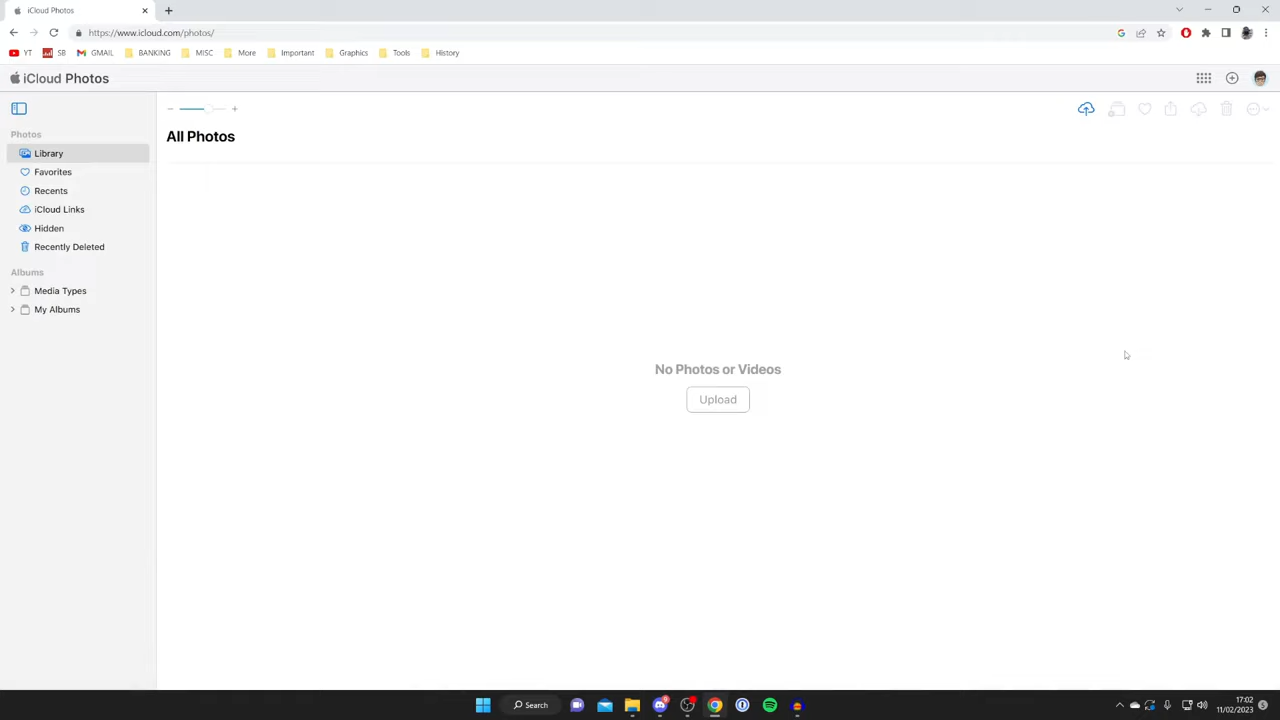 iCloud Photos
https://www.icloud.com/photos/
YT SB GMAIL BANKING MISC More Important Graphics Tools History
iCloud Photos
Photos
Library
Favorites
Recents
iCloud Links
Hidden
Recently Deleted
Albums
Media Types
My Albums
All Photos
No Photos or Videos
Upload
Search
17:02
11/02/2023